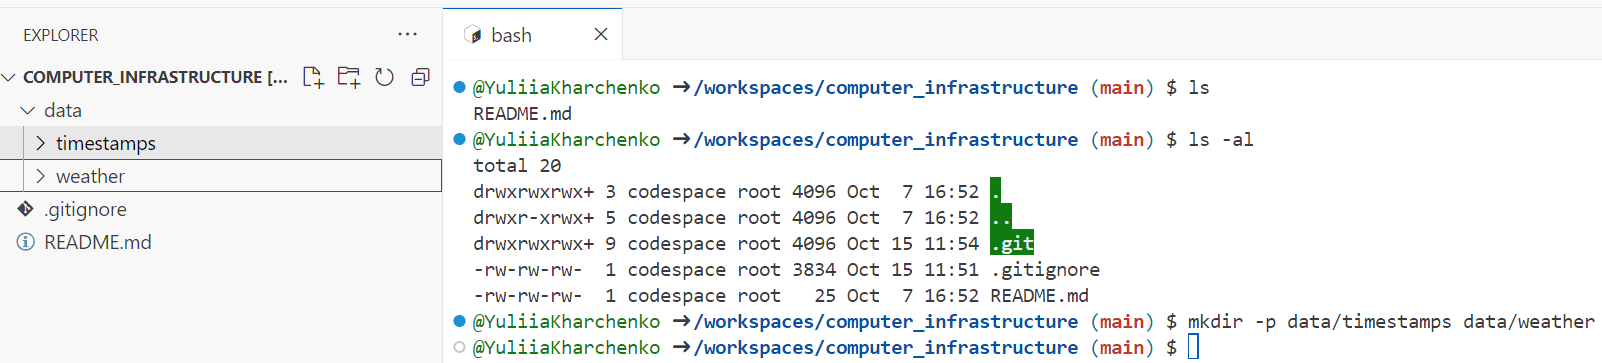 EXPLORER
COMPUTER_INFRASTRUCTURE [...
data
timestamps
weather
.gitignore
README.md
bash
@YuliiaKharchenko ➜/workspaces/computer_infrastructure (main) $ ls
README.md
@YuliiaKharchenko ➜/workspaces/computer_infrastructure (main) $ ls -al
total 20
drwxrwxrwx+ 3 codespace root 4096 Oct  7 16:52 .
drwxr-xrwx+ 5 codespace root 4096 Oct  7 16:52 ..
drwxrwxrwx+ 9 codespace root 4096 Oct 15 11:54 .git
-rw-rw-rw-  1 codespace root 3834 Oct 15 11:51 .gitignore
-rw-rw-rw-  1 codespace root   25 Oct  7 16:52 README.md
@YuliiaKharchenko ➜/workspaces/computer_infrastructure (main) $ mkdir -p data/timestamps data/weather
@YuliiaKharchenko ➜/workspaces/computer_infrastructure (main) $